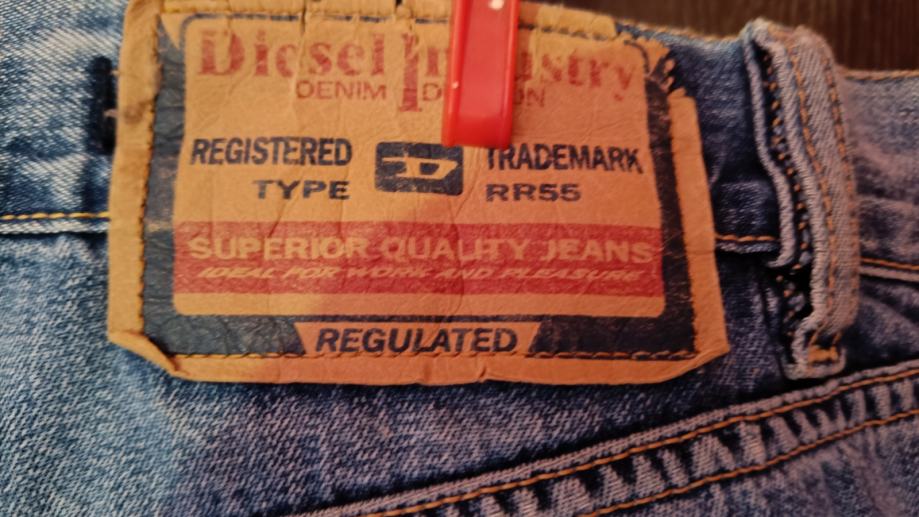 Diesel
DENIM
REGISTERED D TRADEMARK
TYPE RR55
SUPERIOR QUALITY JEANS
IDEAL FOR WORK AND PLEASURE
REGULATED